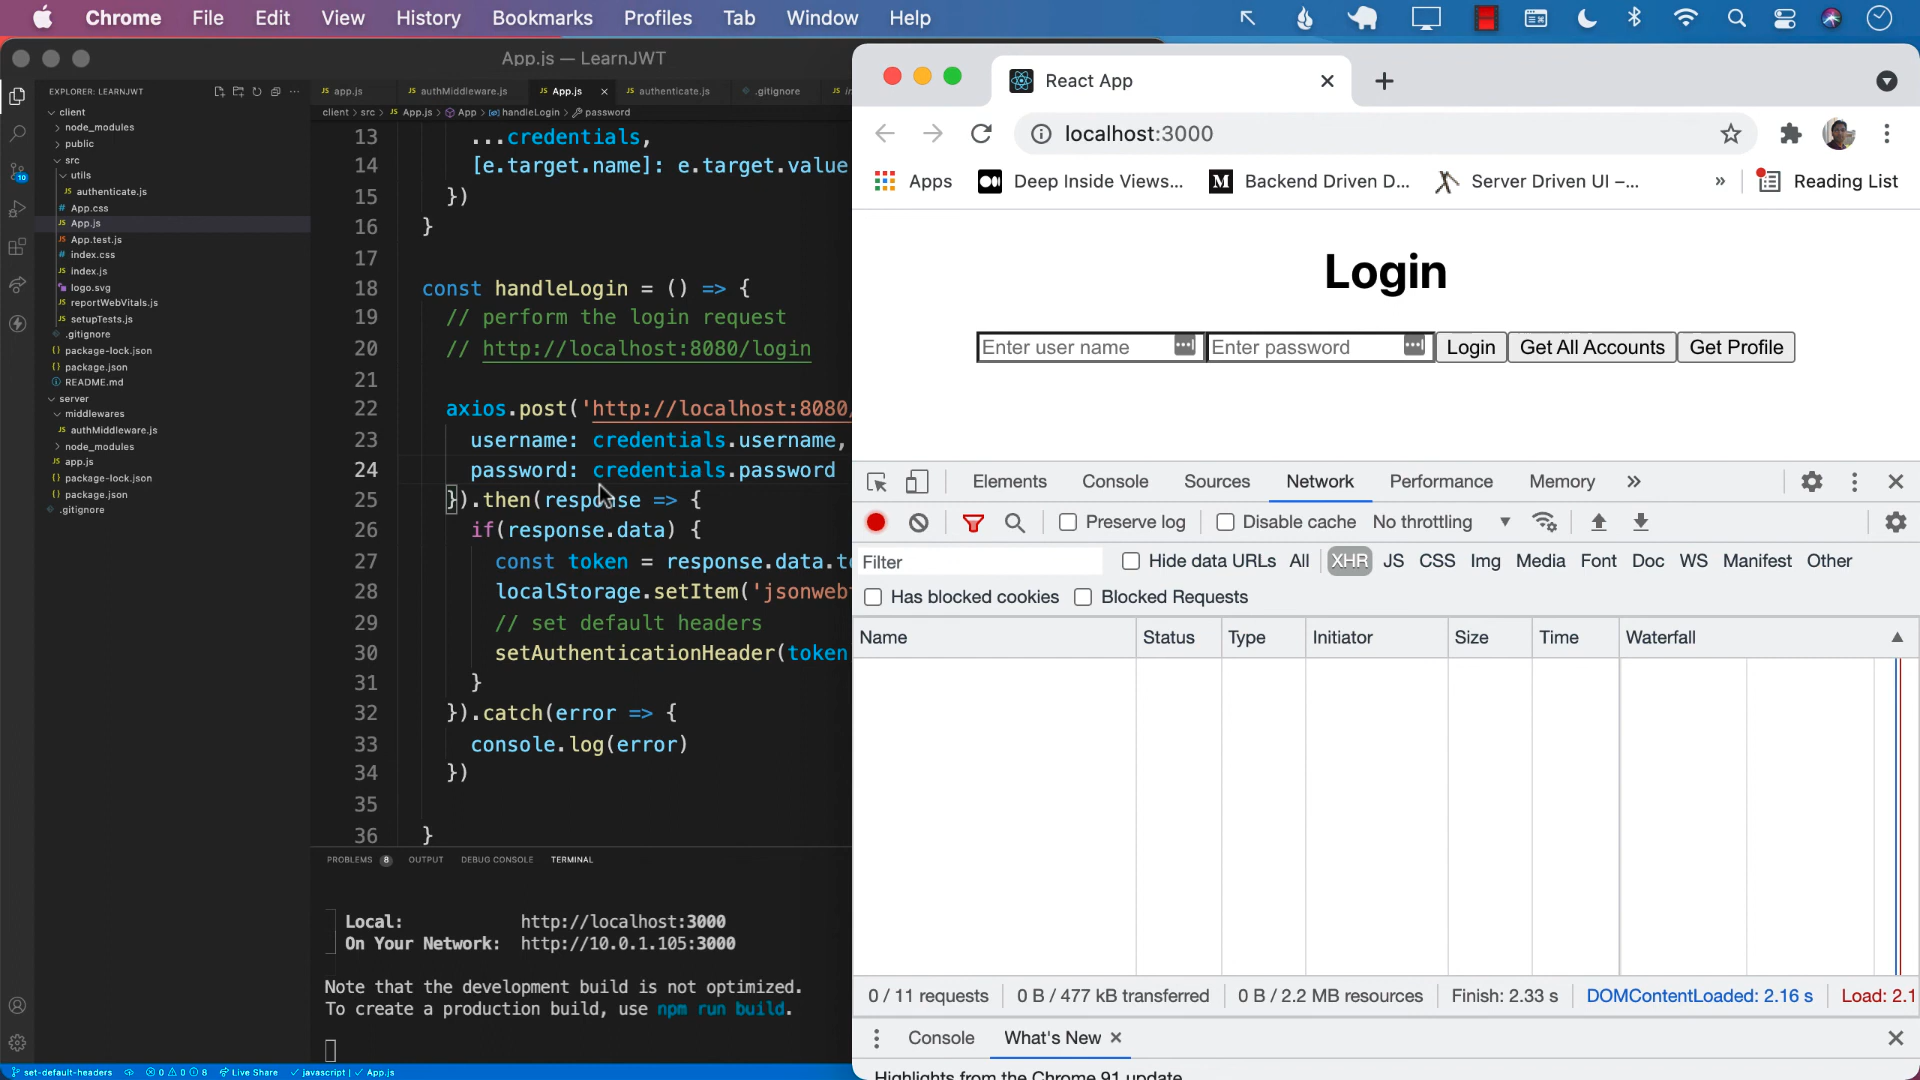 Chrome File Edit View History Bookmarks Profiles Tab Window Help
App.js — LearnJWT
EXPLORER: LEARNJWT
client
node_modules
public
src
utils
authenticate.js
App.css
App.js
App.test.js
index.css
index.js
logo.svg
reportWebVitals.js
setupTests.js
.gitignore
package-lock.json
package.json
README.md
server
middlewares
authMiddleware.js
node_modules
app.js
package-lock.json
package.json
.gitignore
10
JS app.js JS authMiddleware.js JS App.js JS authenticate.js .gitignore JS
client > src > JS App.js > App > handleLogin > password
13 ...credentials,
14 [e.target.name]: e.target.value
15 })
16 }
17
18 const handleLogin = () => {
19 // perform the login request
20 // http://localhost:8080/login
21
22 axios.post('http://localhost:8080/
23 username: credentials.username,
24 password: credentials.password
25 }).then(response => {
26 if(response.data) {
27 const token = response.data.to
28 localStorage.setItem('jsonwebt
29 // set default headers
30 setAuthenticationHeader(token
31 }
32 }).catch(error => {
33 console.log(error)
34 })
35
36 }
PROBLEMS 8 OUTPUT DEBUG CONSOLE TERMINAL
Local: http://localhost:3000
On Your Network: http://10.0.1.105:3000
Note that the development build is not optimized.
To create a production build, use npm run build.
set-default-headers 0 0 8 Live Share javascript | App.js
React App
localhost:3000
Apps Deep Inside Views... Backend Driven D... Server Driven UI –... » Reading List
Login
Enter user name Enter password Login Get All Accounts Get Profile
Elements Console Sources Network Performance Memory »
Preserve log Disable cache No throttling
Filter Hide data URLs All XHR JS CSS Img Media Font Doc WS Manifest Other
Has blocked cookies Blocked Requests
Name Status Type Initiator Size Time Waterfall
0 / 11 requests 0 B / 477 kB transferred 0 B / 2.2 MB resources Finish: 2.33 s DOMContentLoaded: 2.16 s Load: 2.1
Console What's New
Highlights from the Chrome 91 update